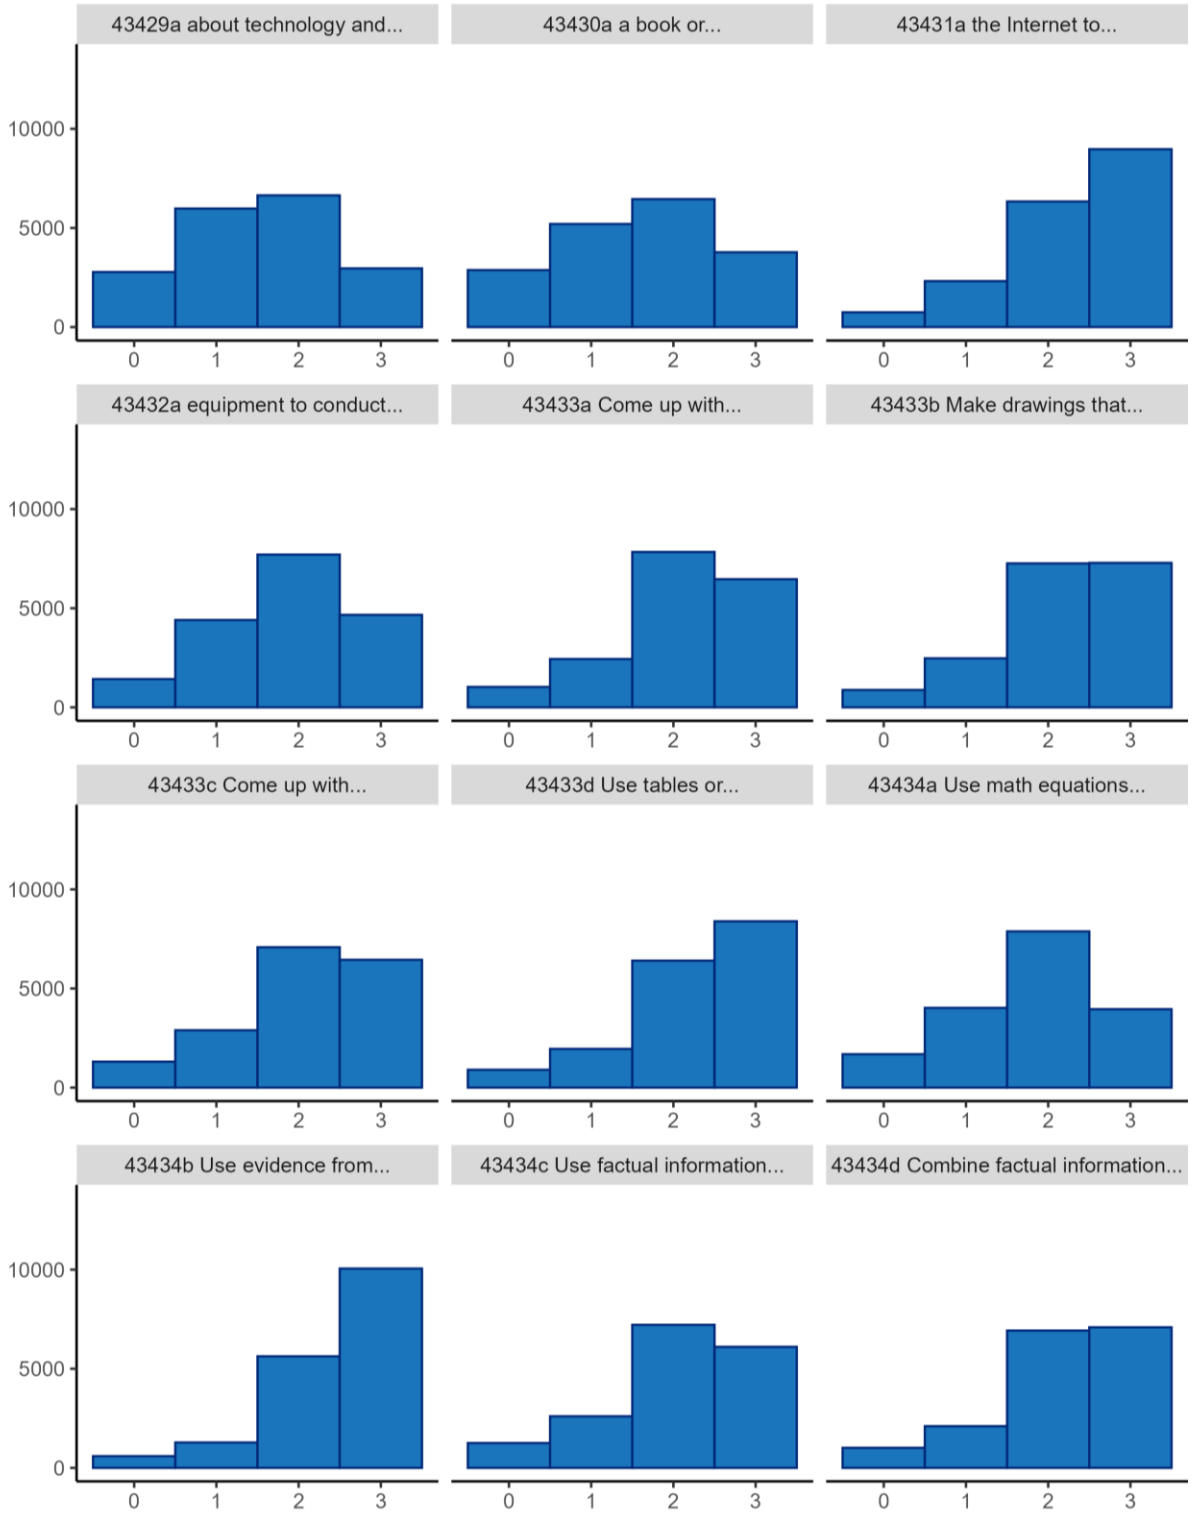 43429a about technology and... 43430a a book or... 43431a the Internet to...
10000
5000
0
0 1 2 3 0 1 2 3 0 1 2 3
43432a equipment to conduct... 43433a Come up with... 43433b Make drawings that...
10000
5000
0
0 1 2 3 0 1 2 3 0 1 2 3
43433c Come up with... 43433d Use tables or... 43434a Use math equations...
10000
5000
0
0 1 2 3 0 1 2 3 0 1 2 3
43434b Use evidence from... 43434c Use factual information... 43434d Combine factual information...
10000
5000
0
0 1 2 3 0 1 2 3 0 1 2 3